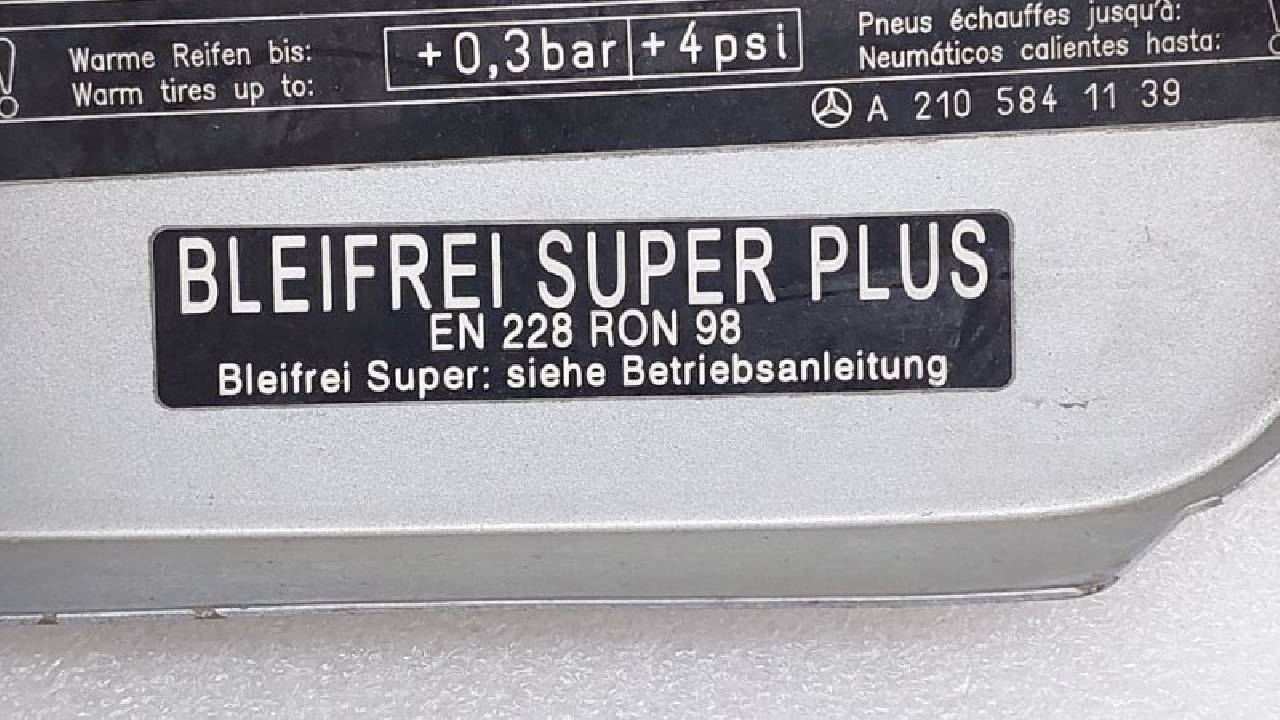 Warme Reifen bis:
Warm tires up to:
+0,3bar +4psi
Pneus échauffes jusqu'à:
Neumáticos calientes hasta:
A 210 584 11 39
BLEIFREI SUPER PLUS
EN 228 RON 98
Bleifrei Super: siehe Betriebsanleitung